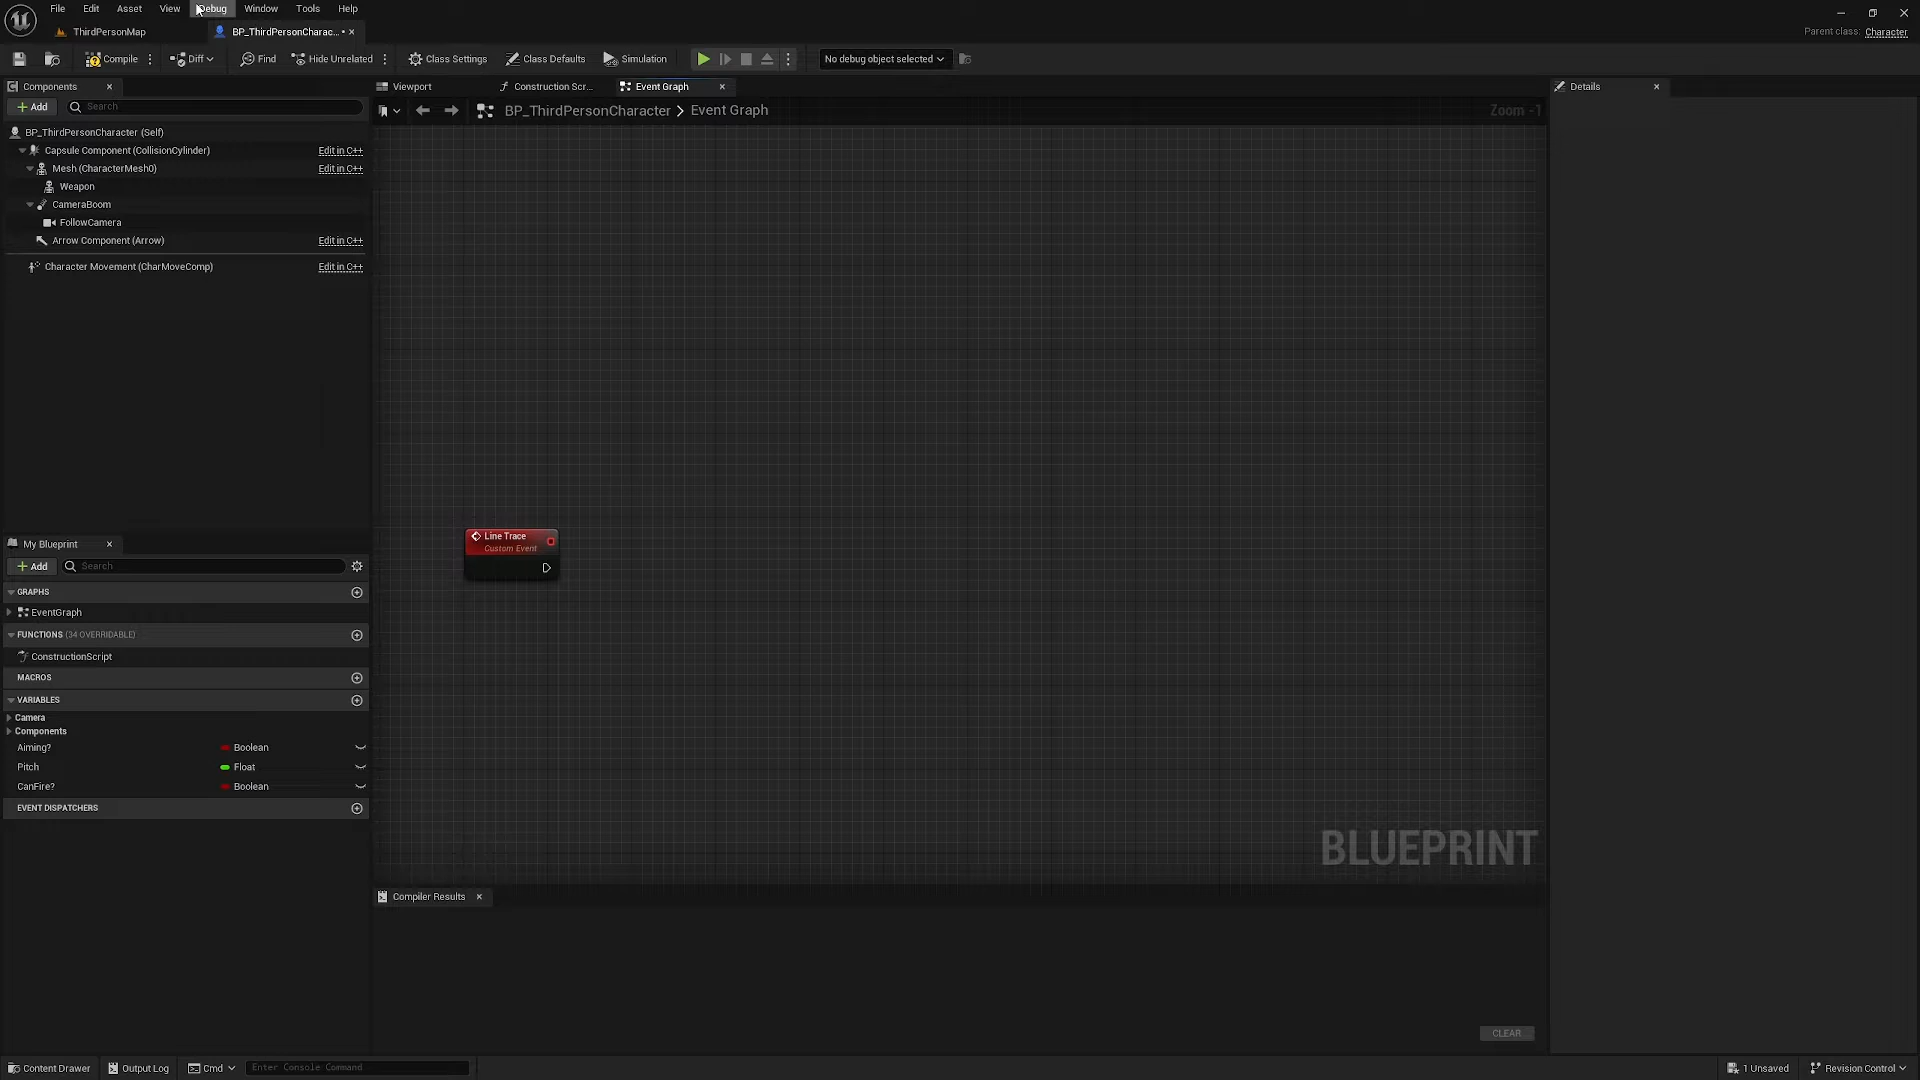 File Edit Asset View Debug Window Tools Help
ThirdPersonMap BP_ThirdPersonCharac... •
Parent class: Character
Compile Diff Find Hide Unrelated Class Settings Class Defaults Simulation No debug object selected
Components Viewport Construction Scr... Event Graph Details
Add Search
BP_ThirdPersonCharacter > Event Graph Zoom -1
BP_ThirdPersonCharacter (Self)
Capsule Component (CollisionCylinder) Edit in C++
Mesh (CharacterMesh0) Edit in C++
Weapon
CameraBoom
FollowCamera
Arrow Component (Arrow) Edit in C++
Character Movement (CharMoveComp) Edit in C++
Line Trace
Custom Event
My Blueprint
Add Search
GRAPHS
EventGraph
FUNCTIONS (34 OVERRIDABLE)
ConstructionScript
MACROS
VARIABLES
Camera
Components
Aiming? Boolean
Pitch Float
CanFire? Boolean
EVENT DISPATCHERS
BLUEPRINT
Compiler Results
CLEAR
Content Drawer Output Log Cmd Enter Console Command 1 Unsaved Revision Control